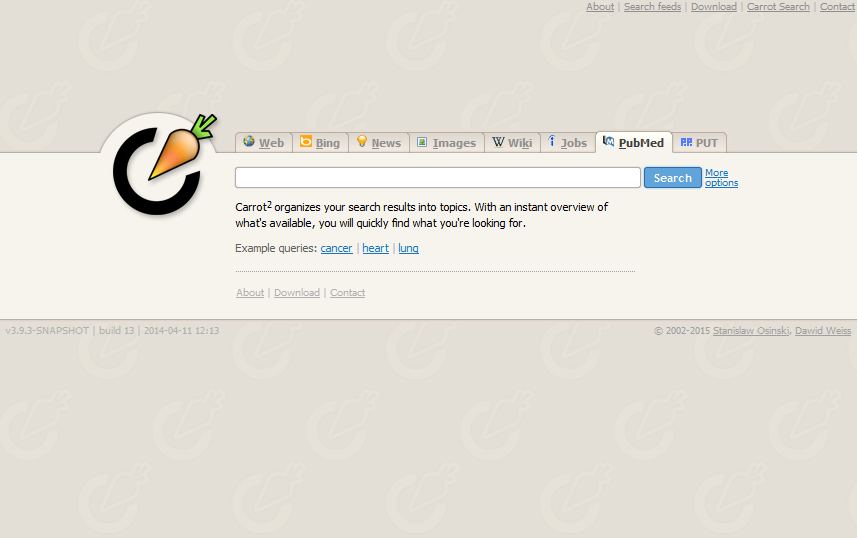 About | Search feeds | Download | Carrot Search | Contact
Web Bing News Images Wiki Jobs PubMed PUT
Search More options
Carrot2 organizes your search results into topics. With an instant overview of
what's available, you will quickly find what you're looking for.
Example queries: cancer | heart | lung
About | Download | Contact
v3.9.3-SNAPSHOT | build 13 | 2014-04-11 12:13
© 2002-2015 Stanislaw Osinski, Dawid Weiss